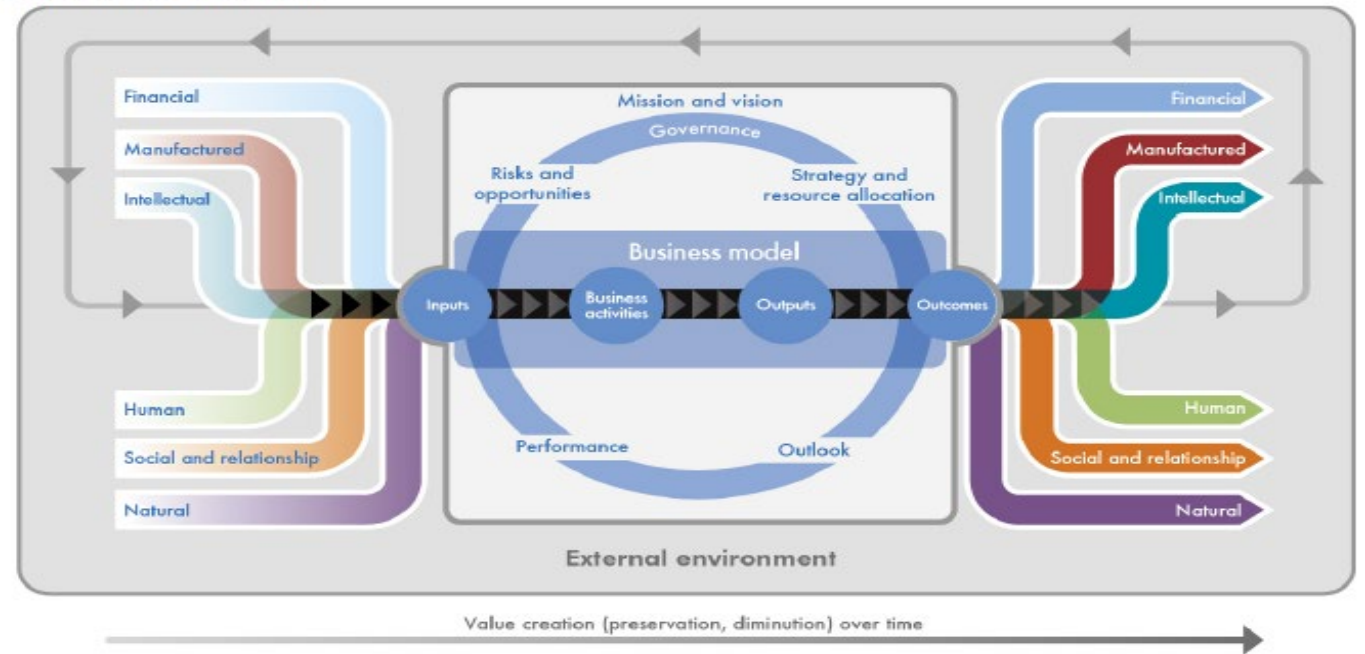 Financial
Manufactured
Intellectual
Human
Social and relationship
Natural
Mission and vision
Governance
Risks and
opportunities
Strategy and
resource allocation
Business model
Inputs
Business
activities
Outputs
Outcomes
Performance
Outlook
Financial
Manufactured
Intellectual
Human
Social and relationship
Natural
External environment
Value creation (preservation, diminution) over time